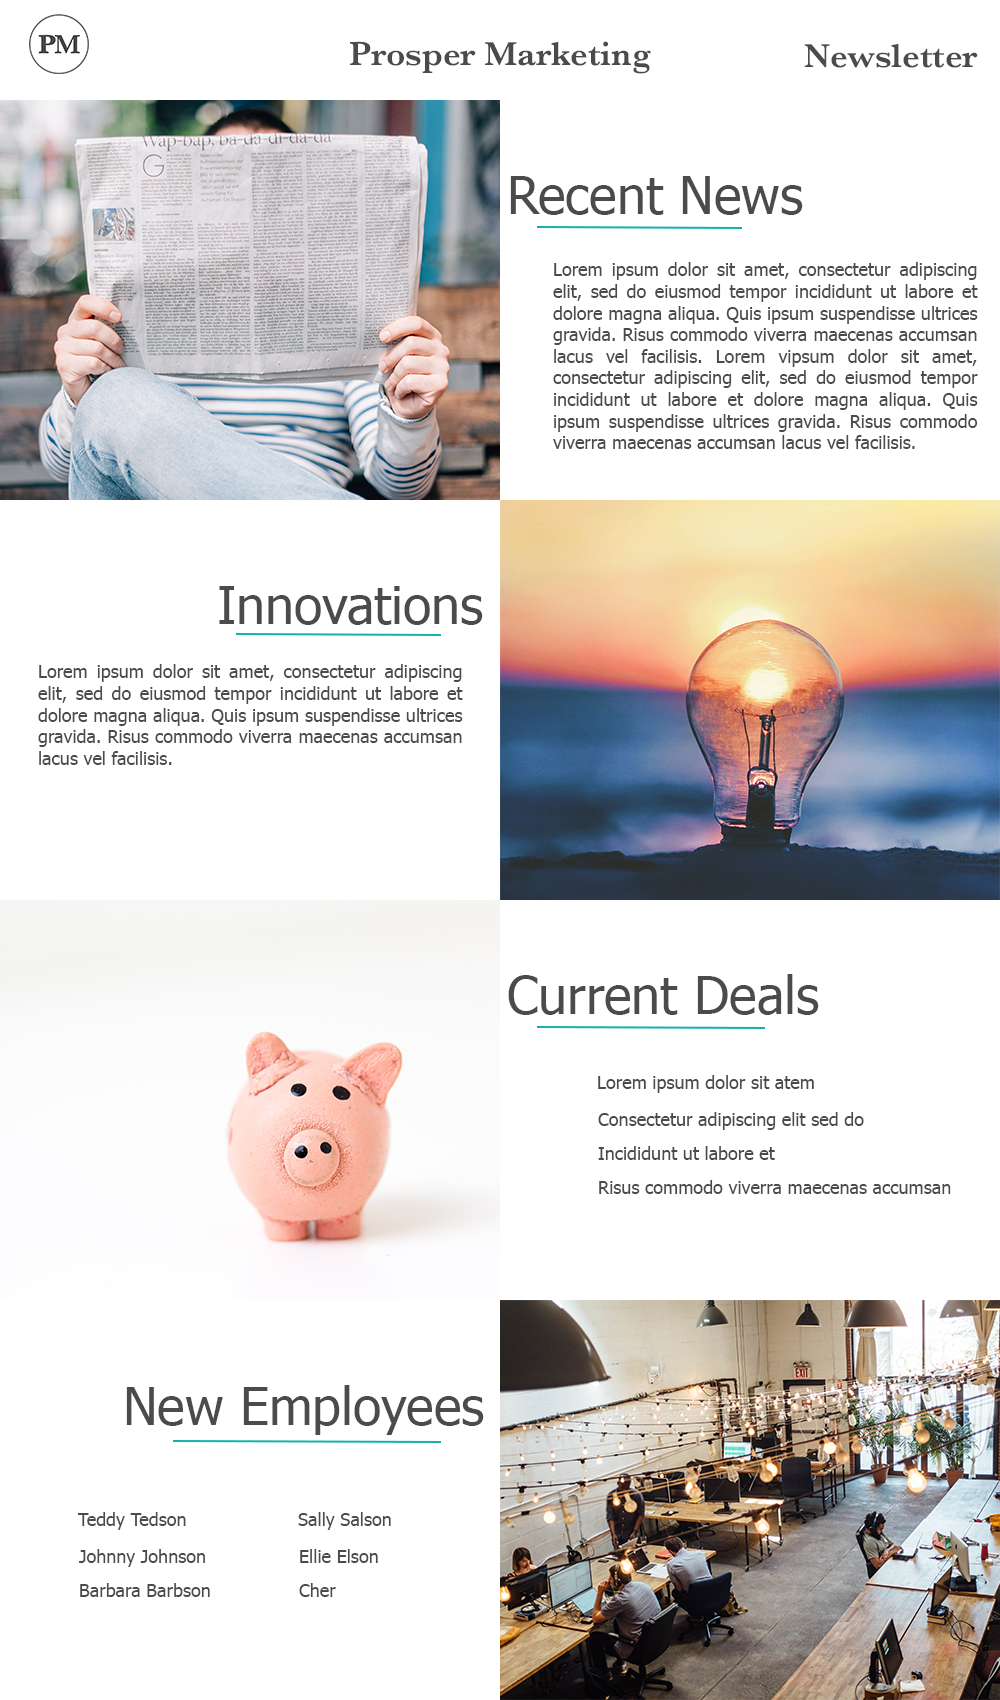 PM
Prosper Marketing
Newsletter
Wap-bap, ba-da-di-da-da
Recent News
Lorem ipsum dolor sit amet, consectetur adipiscing
elit, sed do eiusmod tempor incididunt ut labore et
dolore magna aliqua. Quis ipsum suspendisse ultrices
gravida. Risus commodo viverra maecenas accumsan
lacus vel facilisis. Lorem vipsum dolor sit amet,
consectetur adipiscing elit, sed do eiusmod tempor
incididunt ut labore et dolore magna aliqua. Quis
ipsum suspendisse ultrices gravida. Risus commodo
viverra maecenas accumsan lacus vel facilisis.
Innovations
Lorem ipsum dolor sit amet, consectetur adipiscing
elit, sed do eiusmod tempor incididunt ut labore et
dolore magna aliqua. Quis ipsum suspendisse ultrices
gravida. Risus commodo viverra maecenas accumsan
lacus vel facilisis.
Current Deals
Lorem ipsum dolor sit atem
Consectetur adipiscing elit sed do
Incididunt ut labore et
Risus commodo viverra maecenas accumsan
New Employees
Teddy Tedson
Johnny Johnson
Barbara Barbson
Sally Salson
Ellie Elson
Cher
EXIT